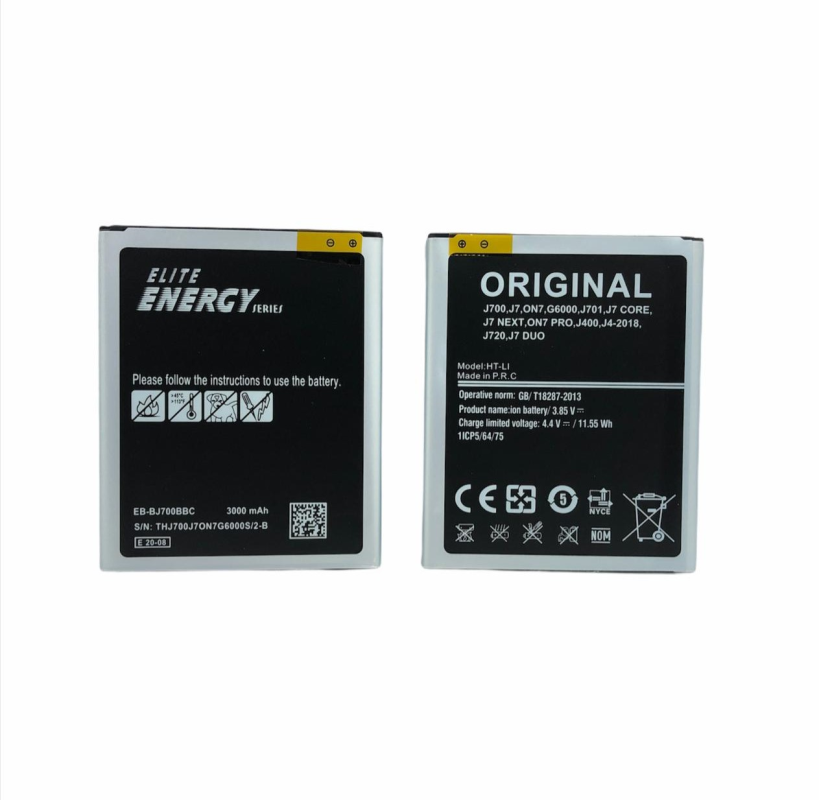 ELITE
ENERGY SERIES
Please follow the instructions to use the battery.
>45°C
>113°F
EB-BJ700BBC 3000 mAh
S/N: THJ700J7ON7G6000S/2-B
E 20-08
ORIGINAL
J700,J7,ON7,G6000,J701,J7 CORE,
J7 NEXT,ON7 PRO,J400,J4-2018,
J720,J7 DUO
Model:HT-LI
Made in P.R.C
Operative norm: GB/ T18287-2013
Product name:ion battery/ 3.85 V⎓
Charge limited voltage: 4.4 V⎓ / 11.55 Wh
1ICP5/64/75
CE
5
NYCE
NOM